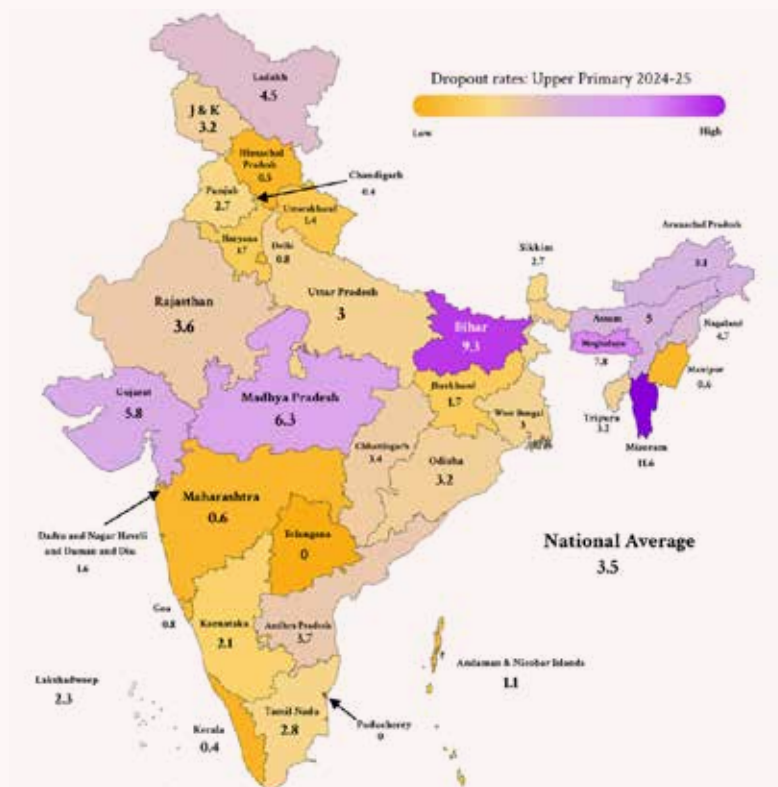 Dropout rates: Upper Primary 2024-25
Low
High
Ladakh
4.5
J & K
3.2
Himachal
Pradesh
Chandigarh
0.4
Punjab
2.7
Uttarakhand
1.4
Haryana
1.7
Delhi
0.8
Sikkim
2.7
Arunachal Pradesh
Rajasthan
3.6
Uttar Pradesh
3
Bihar
9.3
Assam
5
Nagaland
4.7
Meghalaya
7.8
Manipur
0.6
Tripura
3.2
Mizoram
11.6
Gujarat
5.8
Madhya Pradesh
6.3
Jharkhand
1.7
West Bengal
3
Chhattisgarh
3.4
Odisha
3.2
Maharashtra
0.6
Telangana
0
Dadra and Nagar Haveli
and Daman and Diu
1.6
National Average
3.5
Goa
0.8
Karnataka
2.1
Andhra Pradesh
3.7
Andaman & Nicobar Islands
1.1
Lakshadweep
2.3
Kerala
0.4
Tamil Nadu
2.8
Puducherry
0